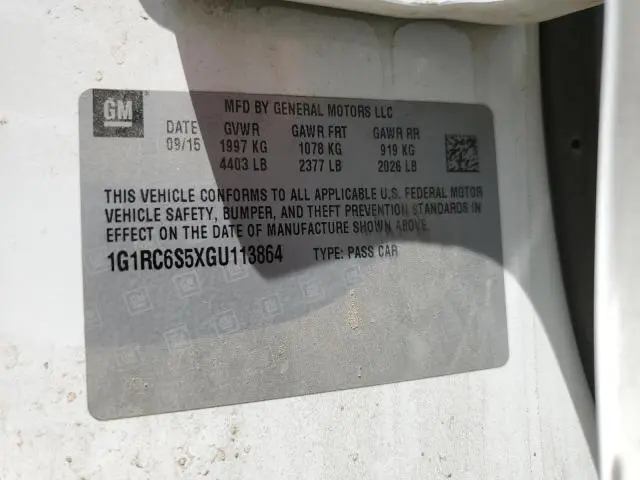 GM
MFD BY GENERAL MOTORS LLC
DATE GVWR GAWR FRT GAWR RR
09/15 1997 KG 1078 KG 919 KG
4403 LB 2377 LB 2026 LB
THIS VEHICLE CONFORMS TO ALL APPLICABLE U.S. FEDERAL MOTOR
VEHICLE SAFETY, BUMPER, AND THEFT PREVENTION STANDARDS IN
EFFECT ON THE DATE OF MANUFACTURE SHOWN ABOVE.
1G1RC6S5XGU113864 TYPE: PASS CAR